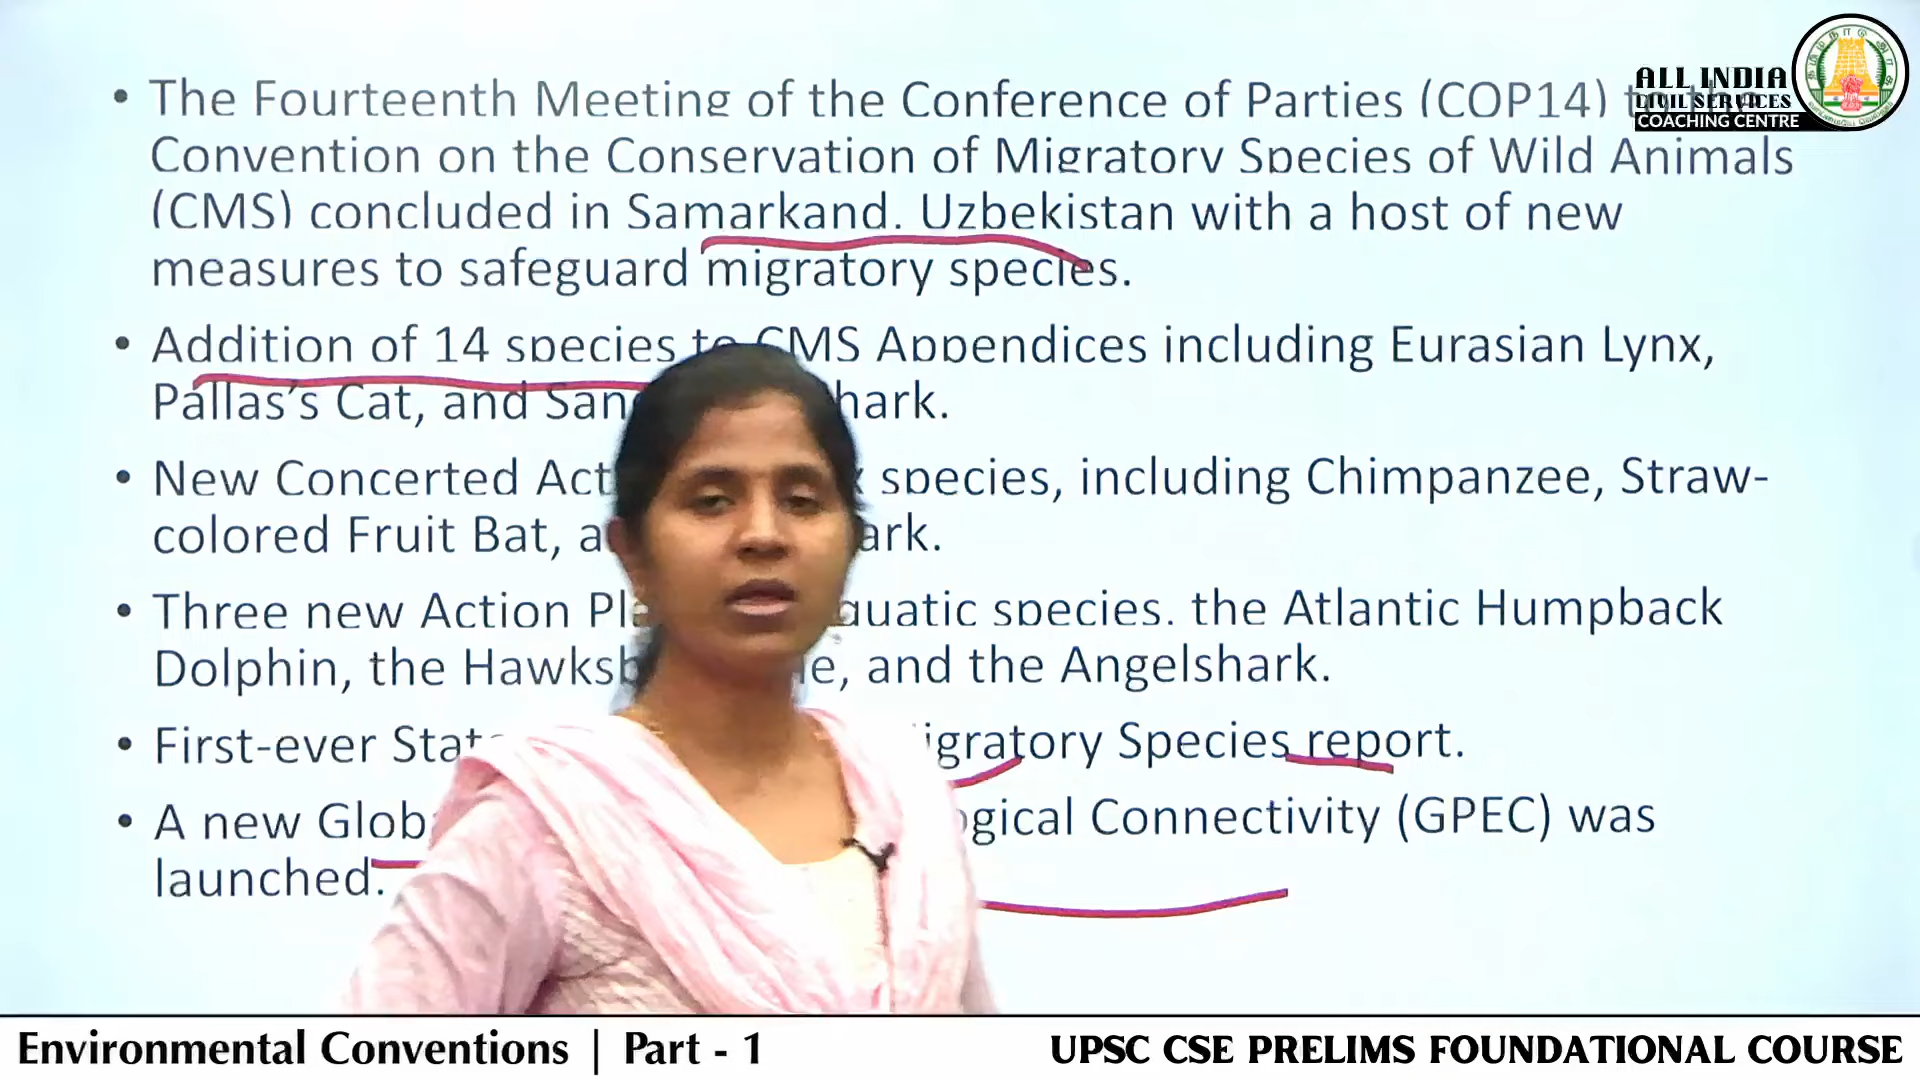 ALL INDIA
CIVIL SERVICES
COACHING CENTRE
• The Fourteenth Meeting of the Conference of Parties (COP14) to the
Convention on the Conservation of Migratory Species of Wild Animals
(CMS) concluded in Samarkand, Uzbekistan with a host of new
measures to safeguard migratory species.
• Addition of 14 species to CMS Appendices including Eurasian Lynx,
Pallas's Cat, and San hark.
• New Concerted Act species, including Chimpanzee, Straw-
colored Fruit Bat, a ark.
• Three new Action Pl quatic species, the Atlantic Humpback
Dolphin, the Hawksb e, and the Angelshark.
• First-ever Stat igratory Species report.
• A new Glob ogical Connectivity (GPEC) was
launched.
Environmental Conventions | Part - 1
UPSC CSE PRELIMS FOUNDATIONAL COURSE